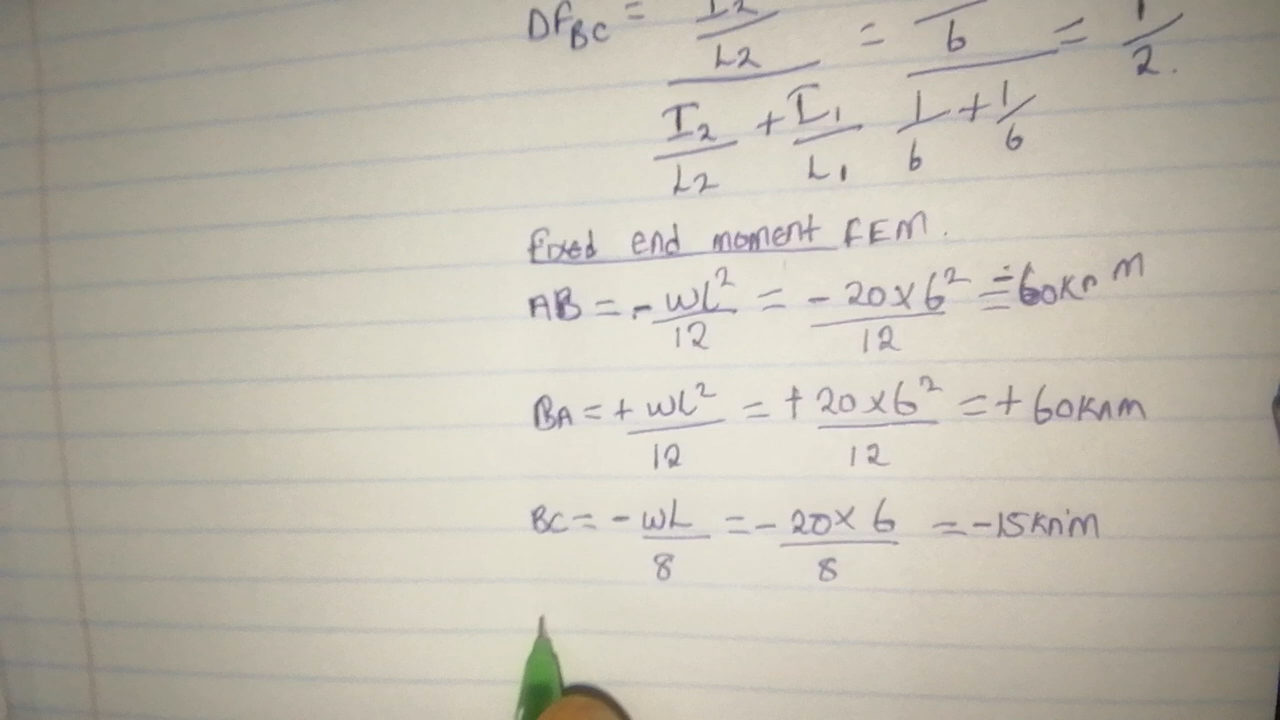 DF_BC = I2/L2 / (I2/L2 + I1/L1) = /6 / (1/6 + 1/6) = 1/2.
Fixed end moment FEM.
AB = - WL²/12 = - 20 x 6²/12 = -60KnM
BA = + WL²/12 = + 20 x 6²/12 = + 60KnM
BC = - WL/8 = - 20 x 6/8 = -15KnM